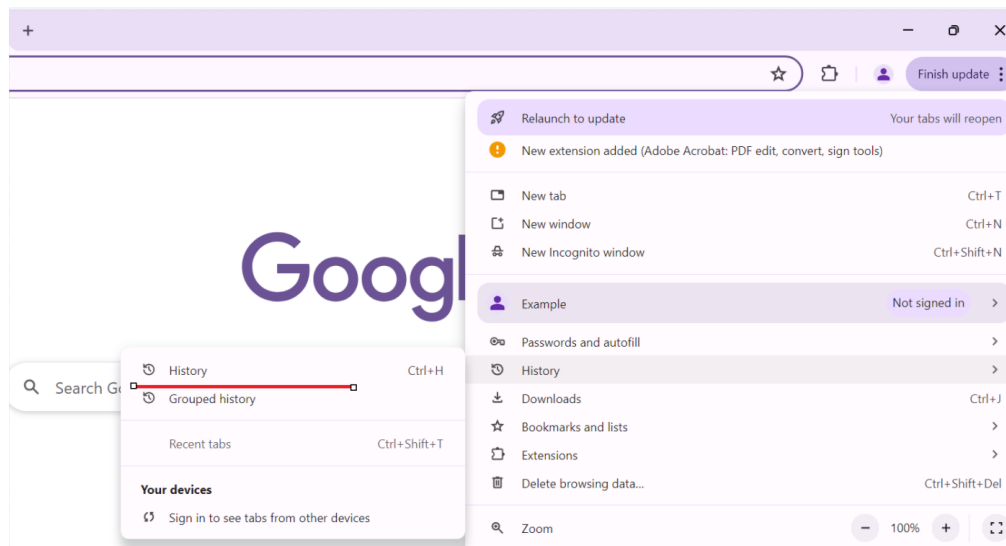 Finish update
Relaunch to update Your tabs will reopen
New extension added (Adobe Acrobat: PDF edit, convert, sign tools)
New tab Ctrl+T
New window Ctrl+N
New Incognito window Ctrl+Shift+N
Googl
Example Not signed in
Passwords and autofill
History
Downloads Ctrl+J
Bookmarks and lists
Extensions
Delete browsing data... Ctrl+Shift+Del
Zoom 100%
Search Go
History Ctrl+H
Grouped history
Recent tabs Ctrl+Shift+T
Your devices
Sign in to see tabs from other devices